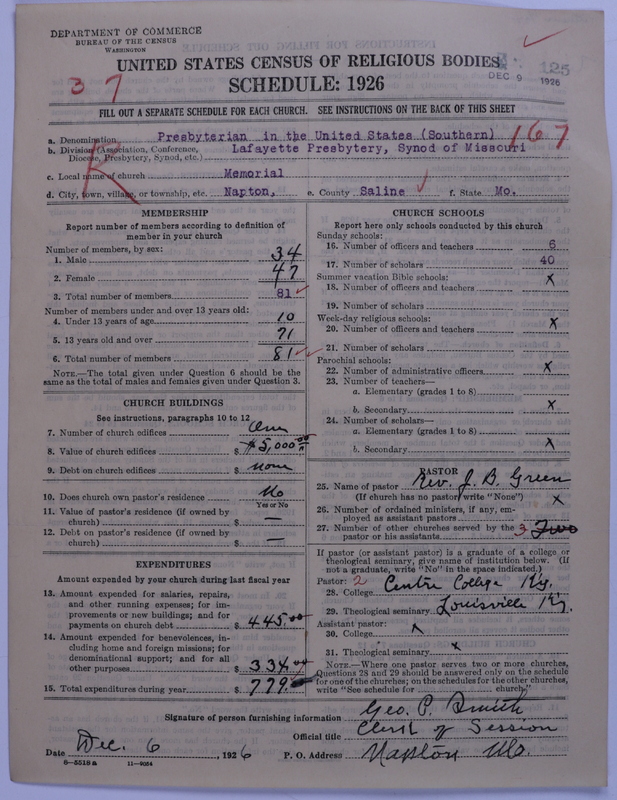 DEPARTMENT OF COMMERCE
BUREAU OF THE CENSUS
WASHINGTON
UNITED STATES CENSUS OF RELIGIOUS BODIES
SCHEDULE: 1926
DEC 9 1926
125
37
FILL OUT A SEPARATE SCHEDULE FOR EACH CHURCH. SEE INSTRUCTIONS ON THE BACK OF THIS SHEET
167
a. Denomination Presbyterian in the United States (Southern)
b. Division (Association, Conference, Lafayette Presbytery, Synod of Missouri
Diocese, Presbytery, Synod, etc.)
R
c. Local name of church Memorial
d. City, town, village, or township, etc. Napton, e. County Saline f. State Mo.
MEMBERSHIP
Report number of members according to definition of
member in your church
Number of members, by sex:
1. Male 34
2. Female 47
3. Total number of members 81
Number of members under and over 13 years old:
4. Under 13 years of age 10
5. 13 years old and over 71
6. Total number of members 81
NOTE.—The total given under Question 6 should be
same as the total of males and females given under Question 3.
CHURCH BUILDINGS
See instructions, paragraphs 10 to 12
7. Number of church edifices One
8. Value of church edifices $ $5,000
9. Debt on church edifices $ none
10. Does church own pastor's residence No
Yes or No
11. Value of pastor's residence (if owned by
church) $ —
12. Debt on pastor's residence (if owned by
church) $ —
EXPENDITURES
Amount expended by your church during last fiscal year
13. Amount expended for salaries, repairs,
and other running expenses; for im-
provements or new buildings; and for
payments on church debt $ 445.00
14. Amount expended for benevolences, in-
cluding home and foreign missions; for
denominational support; and for all
other purposes $ 334.00
15. Total expenditures during year $ 779.
CHURCH SCHOOLS
Report here only schools conducted by this church
Sunday schools:
16. Number of officers and teachers 6
17. Number of scholars 40
Summer vacation Bible schools:
18. Number of officers and teachers x
19. Number of scholars
Week-day religious schools:
20. Number of officers and teachers x
21. Number of scholars
Parochial schools:
22. Number of administrative officers x
23. Number of teachers—
a. Elementary (grades 1 to 8)
b. Secondary x
24. Number of scholars—
a. Elementary (grades 1 to 8)
b. Secondary x
PASTOR
25. Name of pastor Rev. J. B. Green
(If church has no pastor, write "None")
26. Number of ordained ministers, if any, em-
ployed as assistant pastors x
27. Number of other churches served by the 3 Two
pastor or his assistants
If pastor (or assistant pastor) is a graduate of a college or
theological seminary, give name of institution below. (If
not a graduate, write "No" in the space indicated.)
Pastor: 2
28. College Centre College Ky.
29. Theological seminary Louisville Ky.
Assistant pastor:
30. College x
31. Theological seminary x
NOTE.—Where one pastor serves two or more churches,
Questions 28 and 29 should be answered only on the schedule
for one of the churches; on the schedules for the other churches,
write "See schedule for church."
Signature of person furnishing information Geo. P. Smith
Official title Clerk of Session
Date Dec. 6, 1926 P. O. Address Napton Mo.
8—5518a 11—9064